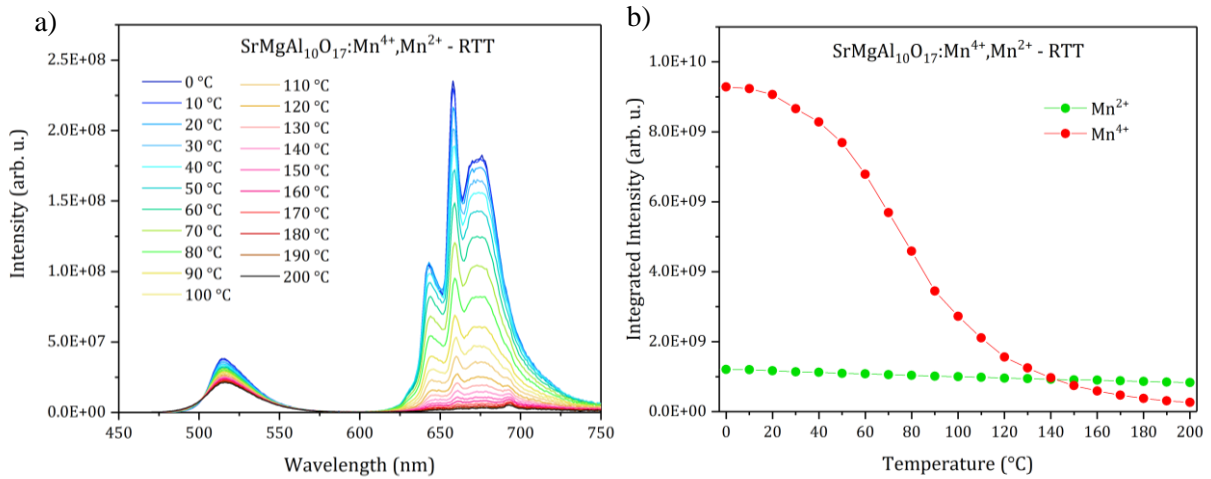 a)
SrMgAl₁₀O₁₇:Mn⁴⁺,Mn²⁺ - RTT
2.5E+08
2.0E+08
1.5E+08
1.0E+08
5.0E+07
0.0E+00
Intensity (arb. u.)
0 °C
10 °C
20 °C
30 °C
40 °C
50 °C
60 °C
70 °C
80 °C
90 °C
100 °C
110 °C
120 °C
130 °C
140 °C
150 °C
160 °C
170 °C
180 °C
190 °C
200 °C
450 500 550 600 650 700 750
Wavelength (nm)
b)
SrMgAl₁₀O₁₇:Mn⁴⁺,Mn²⁺ - RTT
1.0E+10
8.0E+09
6.0E+09
4.0E+09
2.0E+09
0.0E+00
Integrated Intensity (arb. u.)
Mn²⁺
Mn⁴⁺
0 20 40 60 80 100 120 140 160 180 200
Temperature (°C)